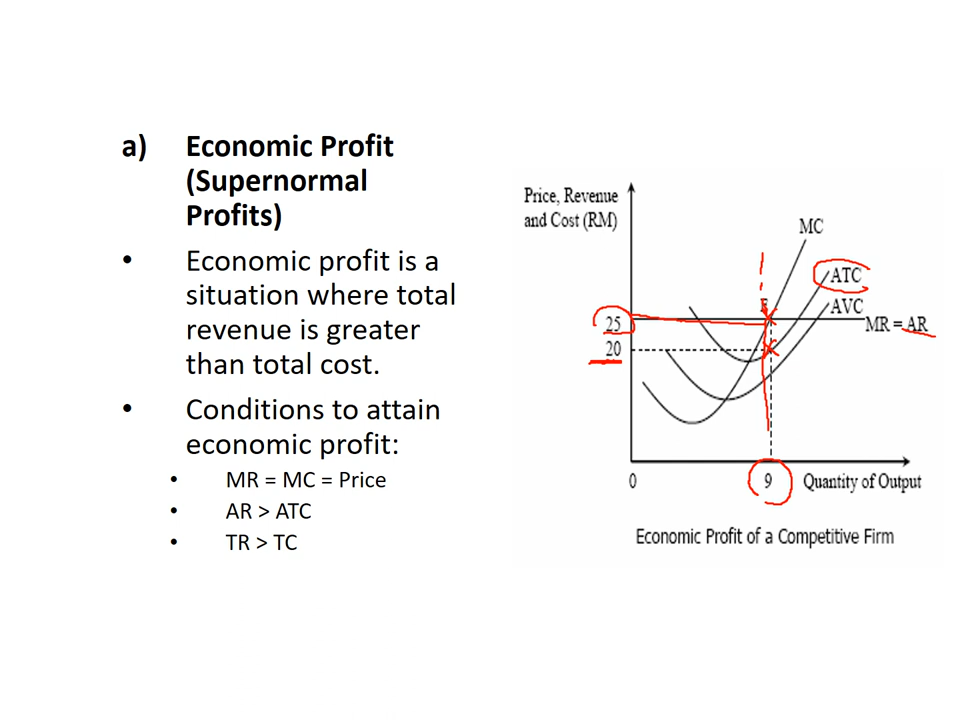 a) Economic Profit
(Supernormal
Profits)
• Economic profit is a
situation where total
revenue is greater
than total cost.
• Conditions to attain
economic profit:
• MR = MC = Price
• AR > ATC
• TR > TC
Price, Revenue
and Cost (RM)
MC
ATC
AVC
E
25
MR = AR
20
0
9
Quantity of Output
Economic Profit of a Competitive Firm